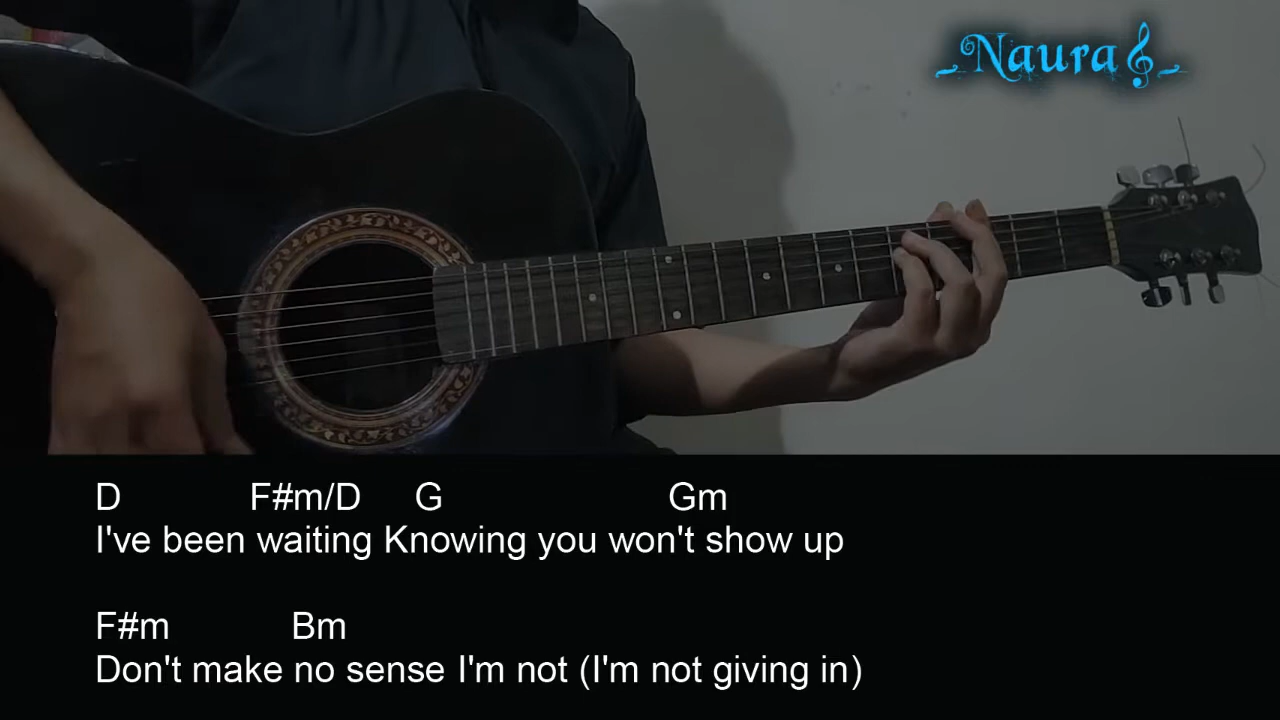 Naura
D F#m/D G Gm
I've been waiting Knowing you won't show up
F#m Bm
Don't make no sense I'm not (I'm not giving in)